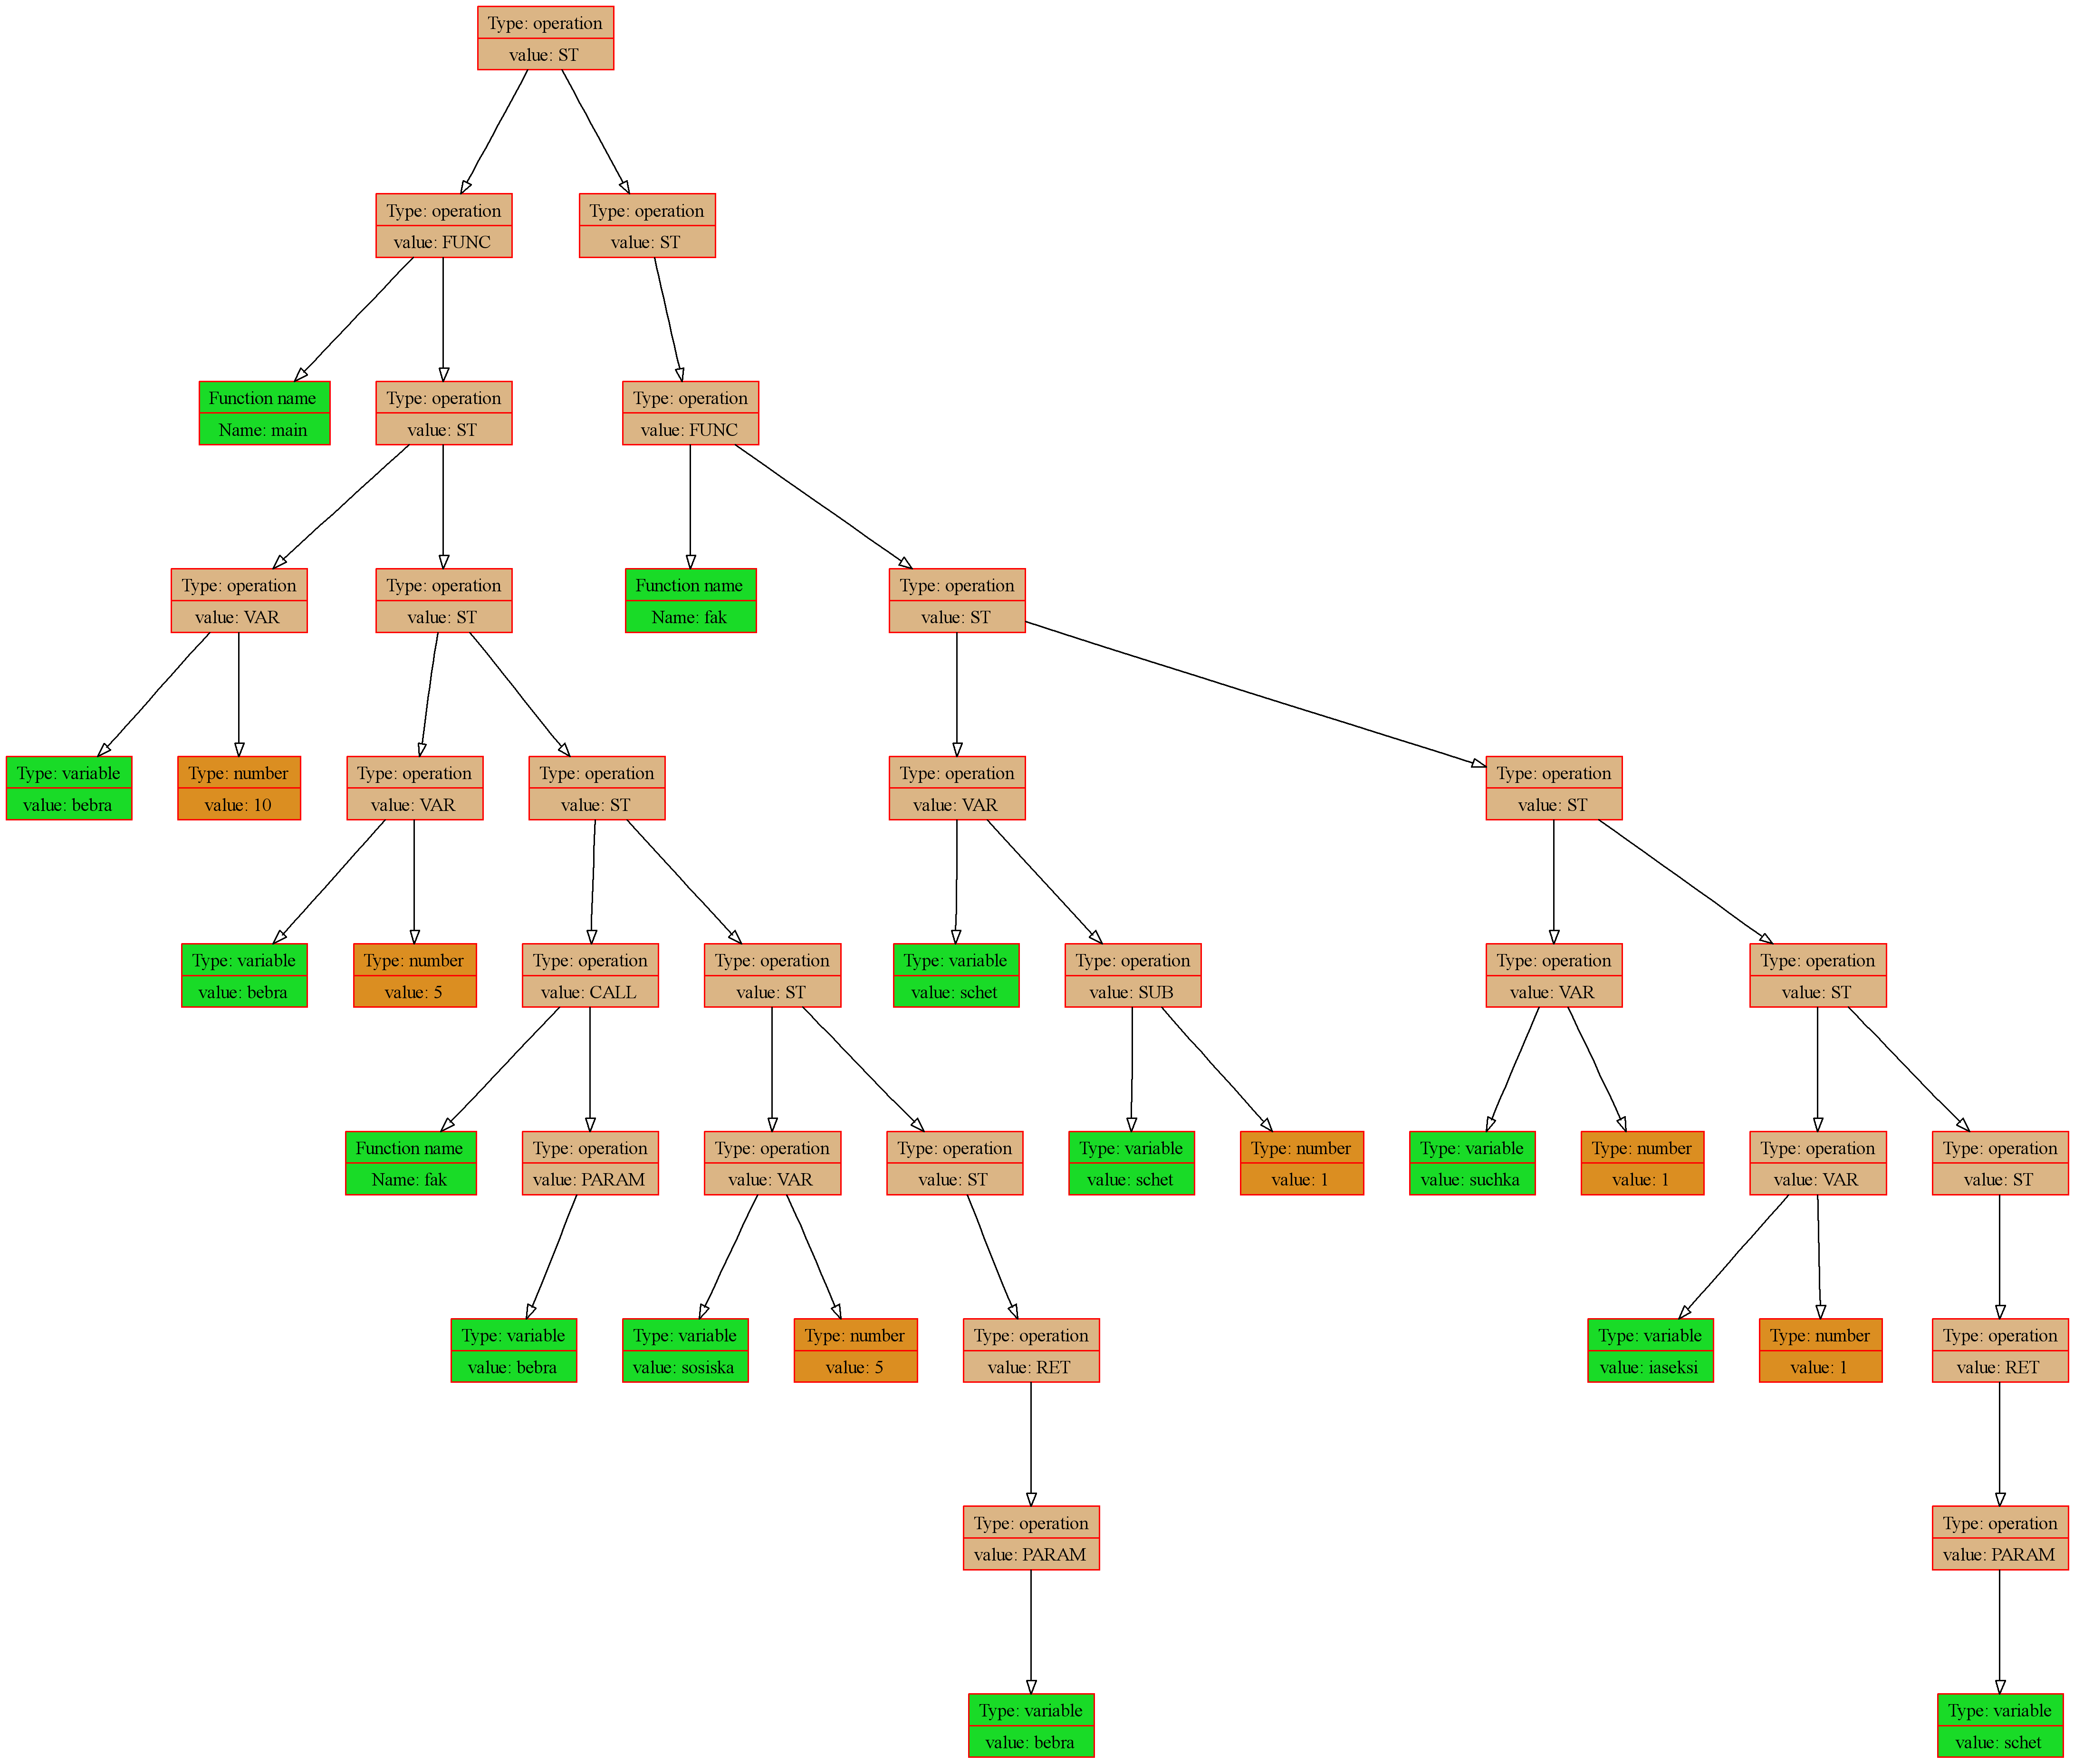 Type: operation
value: ST
Type: operation
value: FUNC
Type: operation
value: ST
Function name
Name: main
Type: operation
value: ST
Type: operation
value: FUNC
Type: operation
value: VAR
Type: operation
value: ST
Function name
Name: fak
Type: operation
value: ST
Type: variable
value: bebra
Type: number
value: 10
Type: operation
value: VAR
Type: operation
value: ST
Type: operation
value: VAR
Type: operation
value: ST
Type: variable
value: bebra
Type: number
value: 5
Type: operation
value: CALL
Type: operation
value: ST
Type: variable
value: schet
Type: operation
value: SUB
Type: operation
value: VAR
Type: operation
value: ST
Function name
Name: fak
Type: operation
value: PARAM
Type: operation
value: VAR
Type: operation
value: ST
Type: variable
value: schet
Type: number
value: 1
Type: variable
value: suchka
Type: number
value: 1
Type: operation
value: VAR
Type: operation
value: ST
Type: variable
value: bebra
Type: variable
value: sosiska
Type: number
value: 5
Type: operation
value: RET
Type: variable
value: iaseksi
Type: number
value: 1
Type: operation
value: RET
Type: operation
value: PARAM
Type: operation
value: PARAM
Type: variable
value: bebra
Type: variable
value: schet